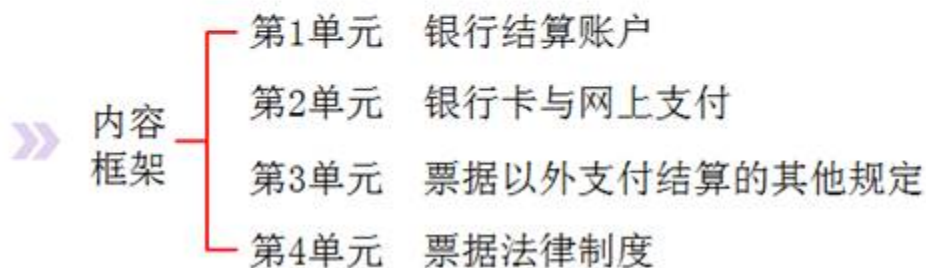 内容
框架
第1单元 银行结算账户
第2单元 银行卡与网上支付
第3单元 票据以外支付结算的其他规定
第4单元 票据法律制度